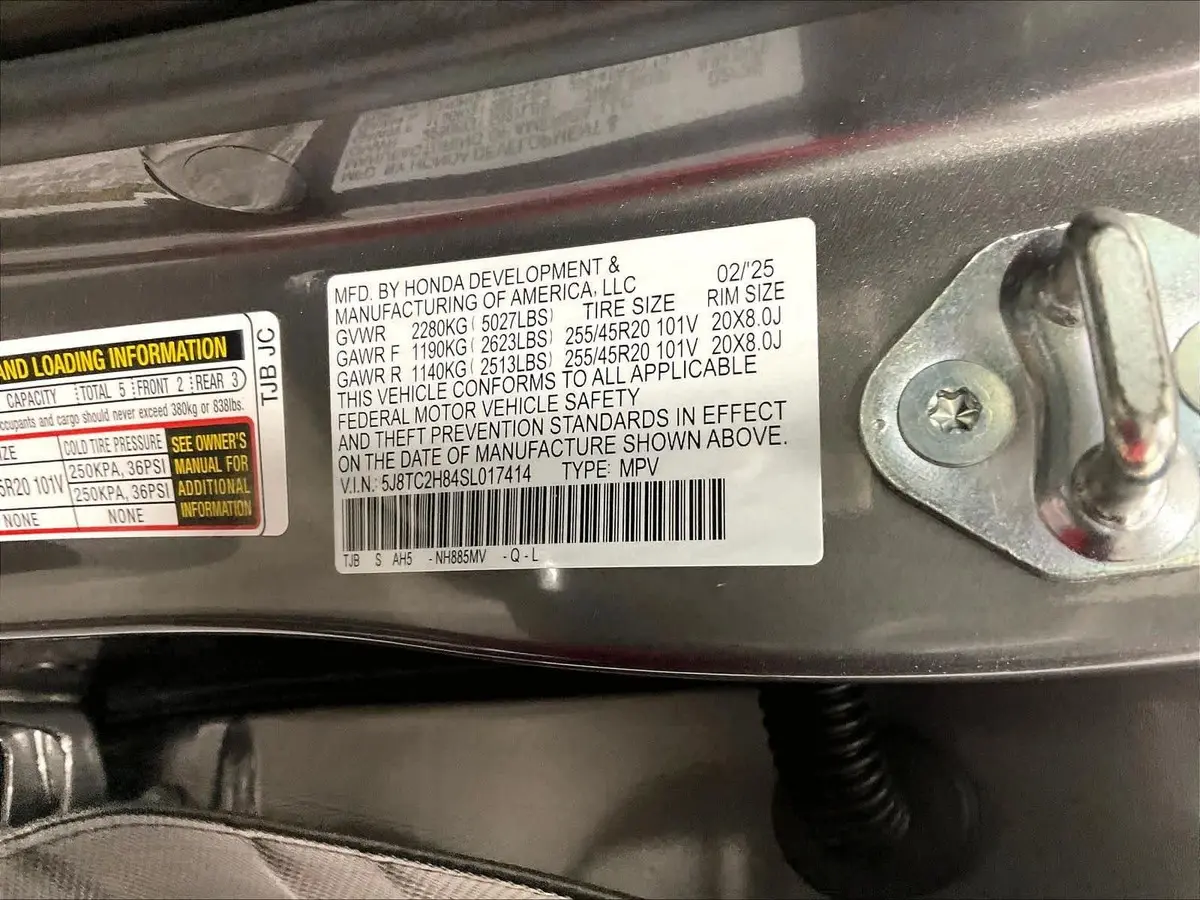 AND LOADING INFORMATION
CAPACITY TOTAL 5 FRONT 2 REAR 3
ccupants and cargo should never exceed 380kg or 838lbs.
ZE COLD TIRE PRESSURE
5R20 101V 250KPA, 36PSI
250KPA, 36PSI
NONE NONE
SEE OWNER'S
MANUAL FOR
ADDITIONAL
INFORMATION
TJB JC
MFD. BY HONDA DEVELOPMENT & 02/'25
MANUFACTURING OF AMERICA, LLC
GVWR 2280KG ( 5027LBS) TIRE SIZE RIM SIZE
GAWR F 1190KG ( 2623LBS) 255/45R20 101V 20X8.0J
GAWR R 1140KG ( 2513LBS) 255/45R20 101V 20X8.0J
THIS VEHICLE CONFORMS TO ALL APPLICABLE
FEDERAL MOTOR VEHICLE SAFETY
AND THEFT PREVENTION STANDARDS IN EFFECT
ON THE DATE OF MANUFACTURE SHOWN ABOVE.
V.I.N.: 5J8TC2H84SL017414 TYPE: MPV
TJB S AH5 -NH885MV -Q-L